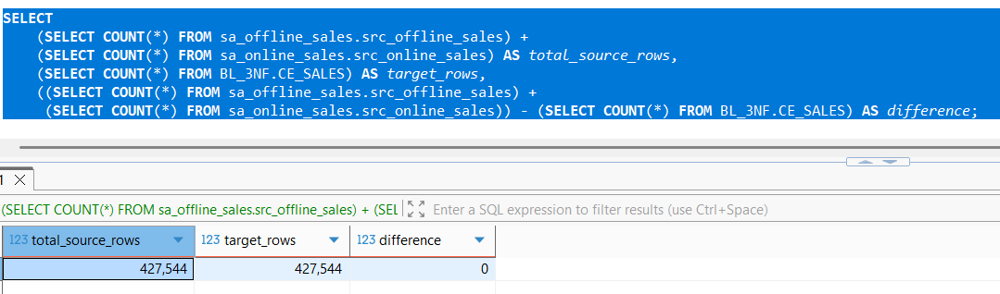 SELECT
(SELECT COUNT(*) FROM sa_offline_sales.src_offline_sales) +
(SELECT COUNT(*) FROM sa_online_sales.src_online_sales) AS total_source_rows,
(SELECT COUNT(*) FROM BL_3NF.CE_SALES) AS target_rows,
((SELECT COUNT(*) FROM sa_offline_sales.src_offline_sales) +
(SELECT COUNT(*) FROM sa_online_sales.src_online_sales)) - (SELECT COUNT(*) FROM BL_3NF.CE_SALES) AS difference;
1
(SELECT COUNT(*) FROM sa_offline_sales.src_offline_sales) + (SEL Enter a SQL expression to filter results (use Ctrl+Space)
123 total_source_rows 123 target_rows 123 difference
427,544 427,544 0